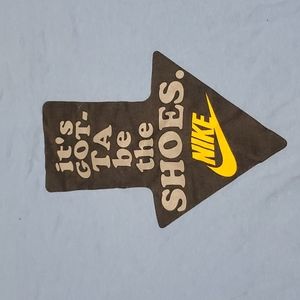 it's
GOT-
TA
be
the
SHOES.
NIKE